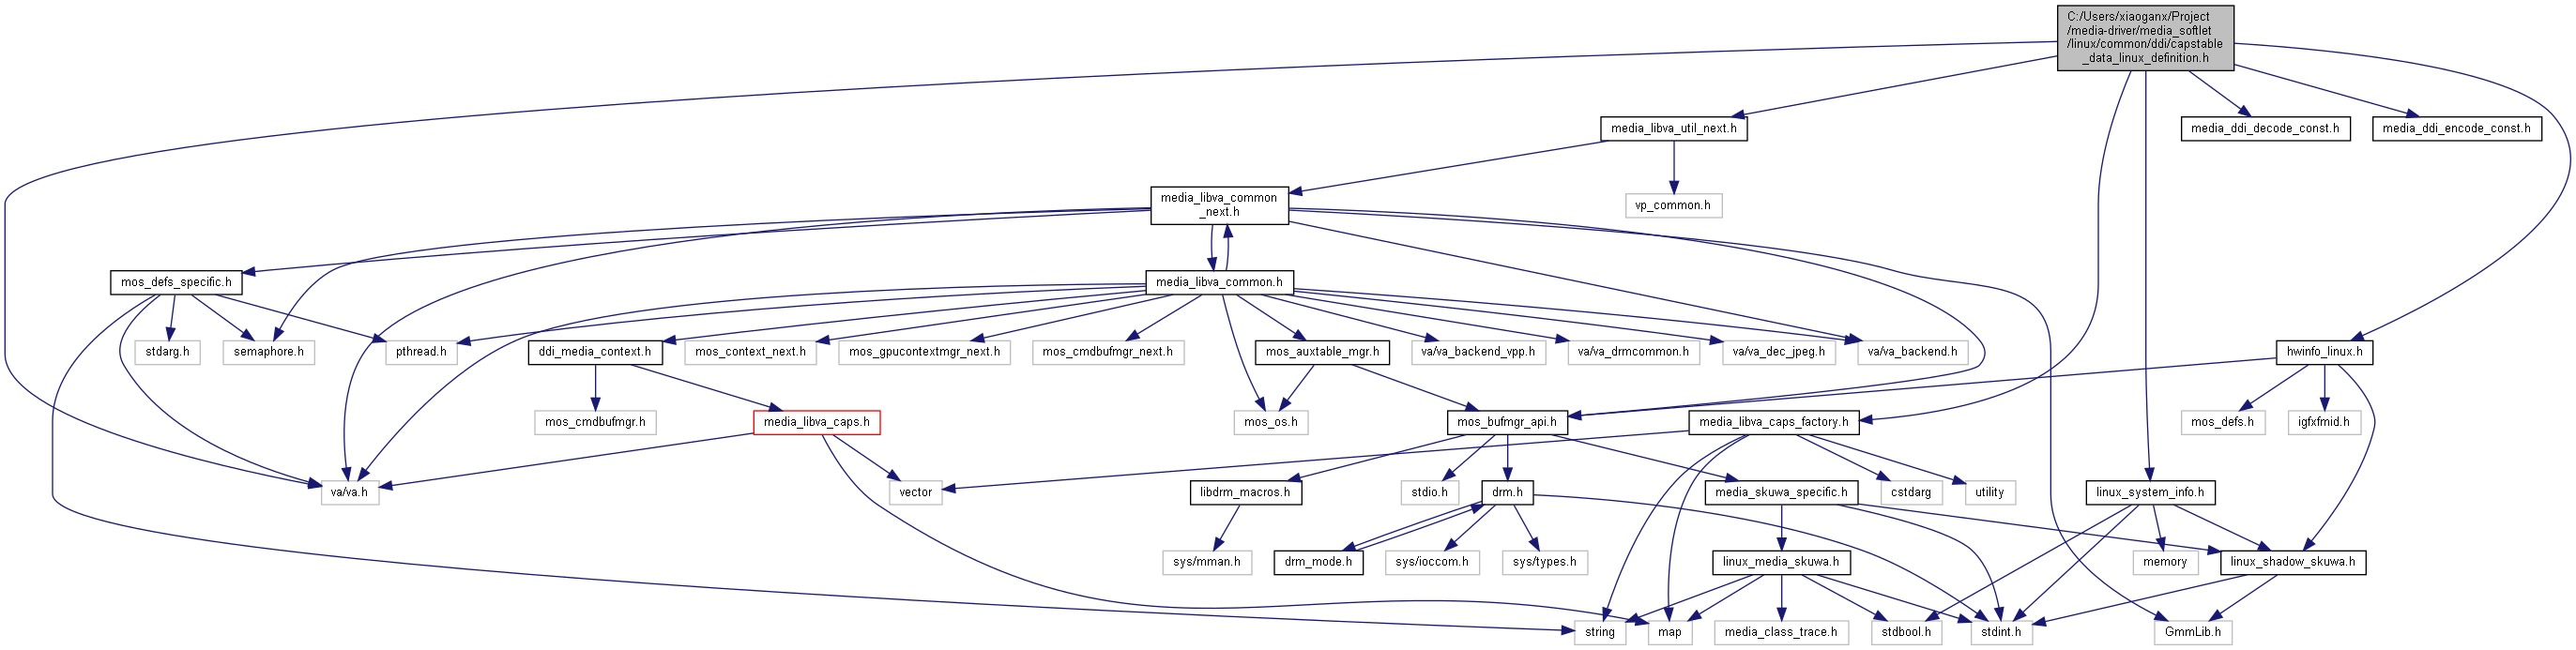 C:/Users/xiaoganx/Project
/media-driver/media_softlet
/linux/common/ddi/capstable
_data_linux_definition.h
media_libva_util_next.h
media_ddi_decode_const.h
media_ddi_encode_const.h
media_libva_common
_next.h
vp_common.h
mos_defs_specific.h
media_libva_common.h
stdarg.h
semaphore.h
pthread.h
ddi_media_context.h
mos_context_next.h
mos_gpucontextmgr_next.h
mos_cmdbufmgr_next.h
mos_auxtable_mgr.h
va/va_backend_vpp.h
va/va_drmcommon.h
va/va_dec_jpeg.h
va/va_backend.h
hwinfo_linux.h
mos_cmdbufmgr.h
media_libva_caps.h
mos_os.h
mos_bufmgr_api.h
media_libva_caps_factory.h
mos_defs.h
igfxfmid.h
va/va.h
vector
libdrm_macros.h
stdio.h
drm.h
media_skuwa_specific.h
cstdarg
utility
linux_system_info.h
sys/mman.h
drm_mode.h
sys/ioccom.h
sys/types.h
linux_media_skuwa.h
memory
linux_shadow_skuwa.h
string
map
media_class_trace.h
stdbool.h
stdint.h
GmmLib.h